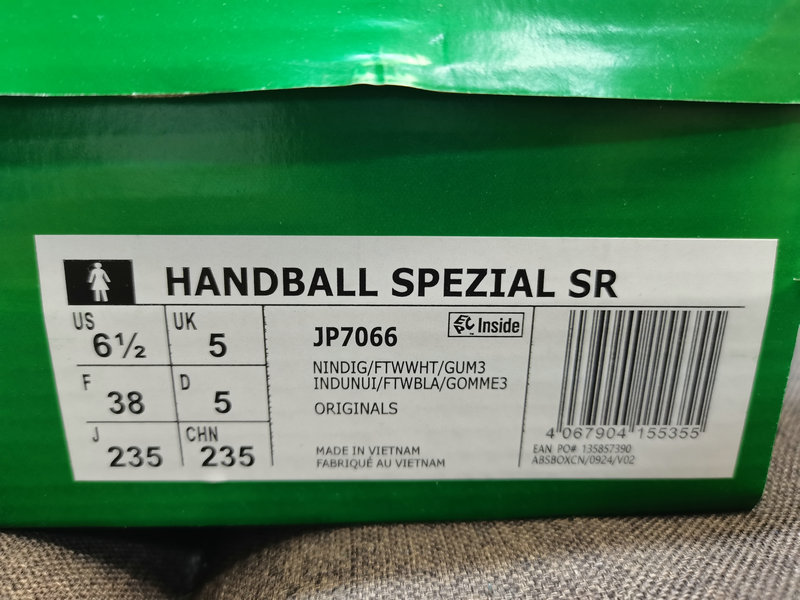 HANDBALL SPEZIAL SR
US 6½ UK 5
F 38 D 5
J 235 CHN 235
JP7066
EPC Inside
NINDIG/FTWWHT/GUM3
INDUNUI/FTWBLA/GOMME3
ORIGINALS
MADE IN VIETNAM
FABRIQUÉ AU VIETNAM
4 067904 155355
EAN PO# 135857390
ABSBOXCN/0924/V02